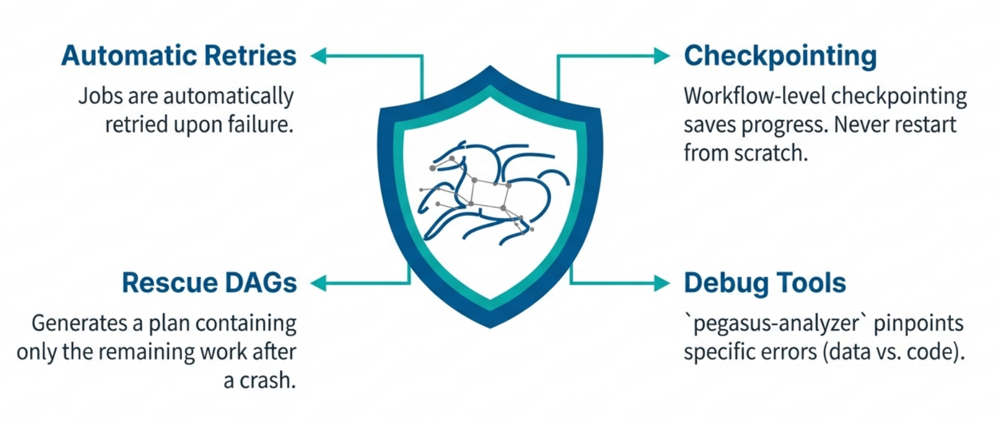 Automatic Retries
Jobs are automatically
retried upon failure.
Checkpointing
Workflow-level checkpointing
saves progress. Never restart
from scratch.
Rescue DAGs
Generates a plan containing
only the remaining work after
a crash.
Debug Tools
`pegasus-analyzer` pinpoints
specific errors (data vs. code).